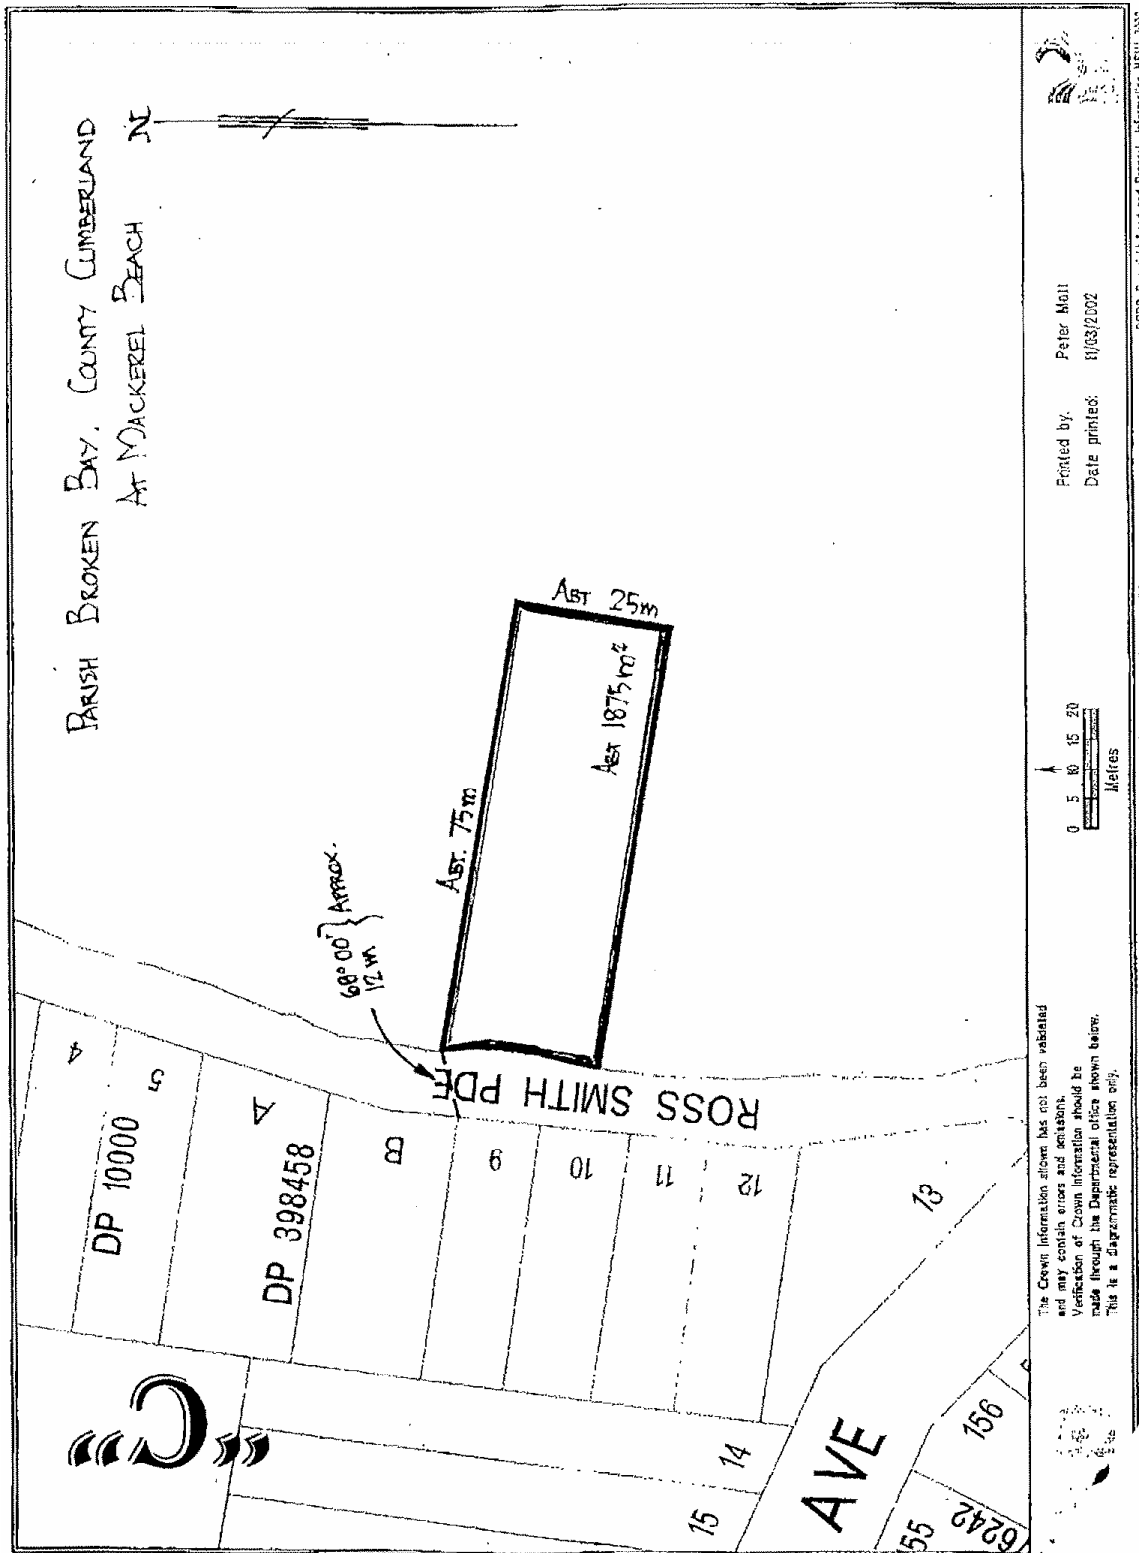 PARISH BROKEN BAY. COUNTY CUMBERLAND
AT MACKEREL BEACH
N
"C"
DP 10000
4
5
DP 398458
A
B
68° 00' } APPROX.
12 m
ABT. 75m
ABT 25m
ABT 1875m²
ROSS SMITH PDE
9
10
11
12
13
14
15
AVE
156
55
76242
The Crown Information shown has not been validated
and may contain errors and omissions.
Verification of Crown Information should be
made through the Departmental office shown below.
This is a diagrammatic representation only.
0 5 10 15 20
Metres
Printed by: Peter Mall
Date printed: 11/03/2002